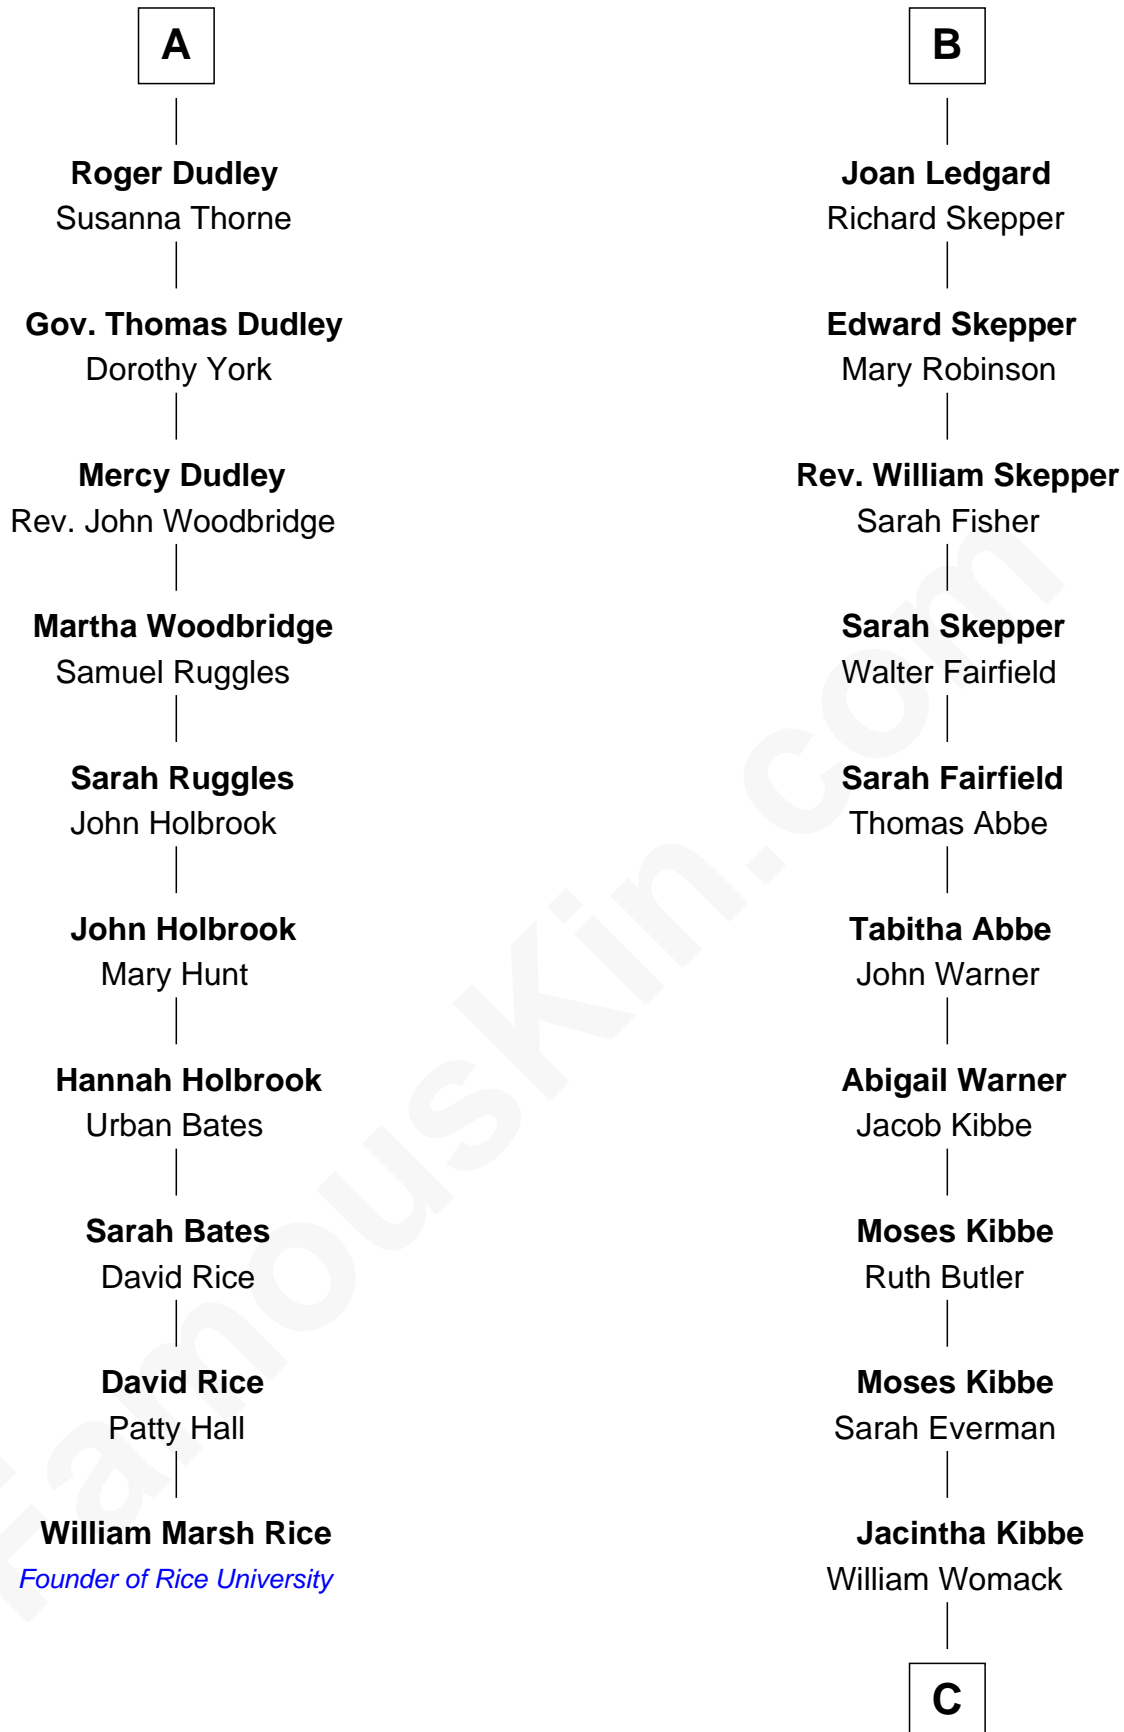 A
Roger Dudley
Susanna Thorne
Gov. Thomas Dudley
Dorothy York
Mercy Dudley
Rev. John Woodbridge
Martha Woodbridge
Samuel Ruggles
Sarah Ruggles
John Holbrook
John Holbrook
Mary Hunt
Hannah Holbrook
Urban Bates
Sarah Bates
David Rice
David Rice
Patty Hall
William Marsh Rice
Founder of Rice University
B
Joan Ledgard
Richard Skepper
Edward Skepper
Mary Robinson
Rev. William Skepper
Sarah Fisher
Sarah Skepper
Walter Fairfield
Sarah Fairfield
Thomas Abbe
Tabitha Abbe
John Warner
Abigail Warner
Jacob Kibbe
Moses Kibbe
Ruth Butler
Moses Kibbe
Sarah Everman
Jacintha Kibbe
William Womack
C
FamousKin.com